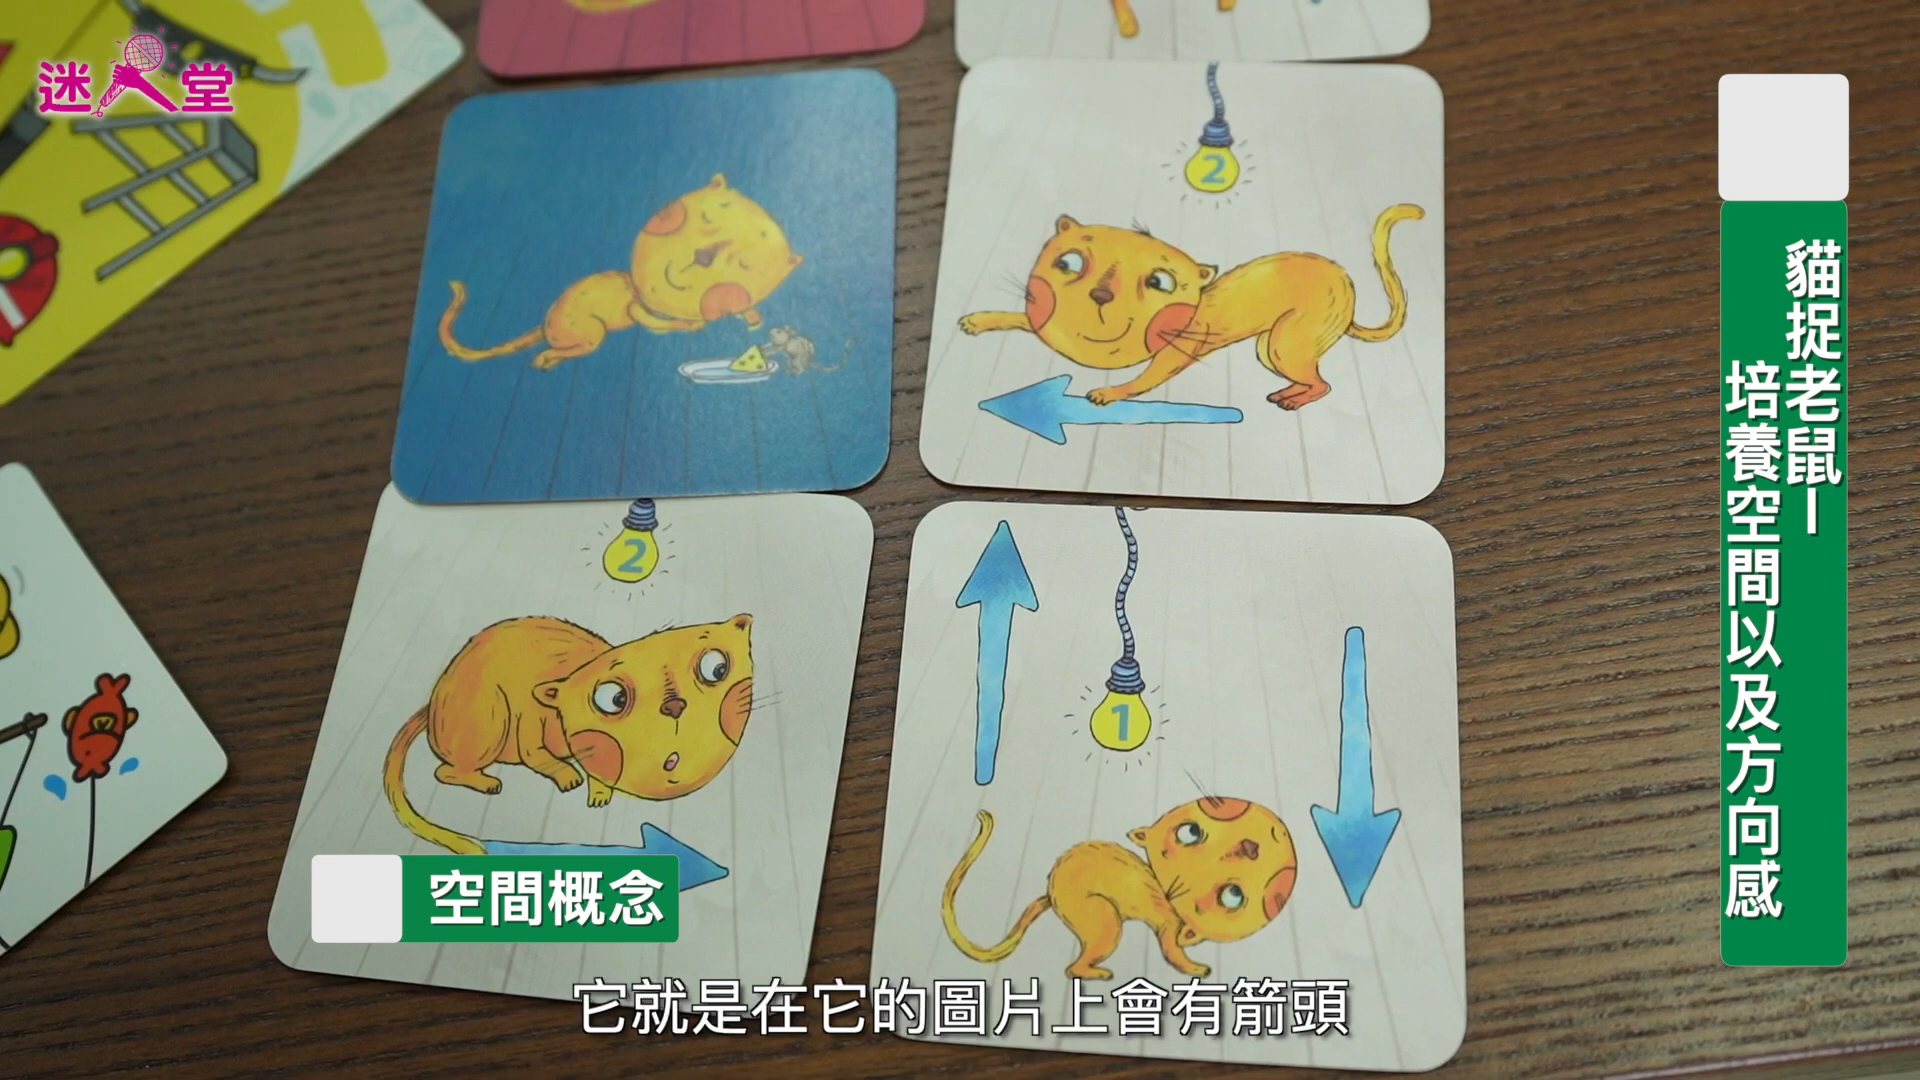 迷人堂
2
2
1
貓捉老鼠－
培養空間以及方向感
空間概念
它就是在它的圖片上會有箭頭